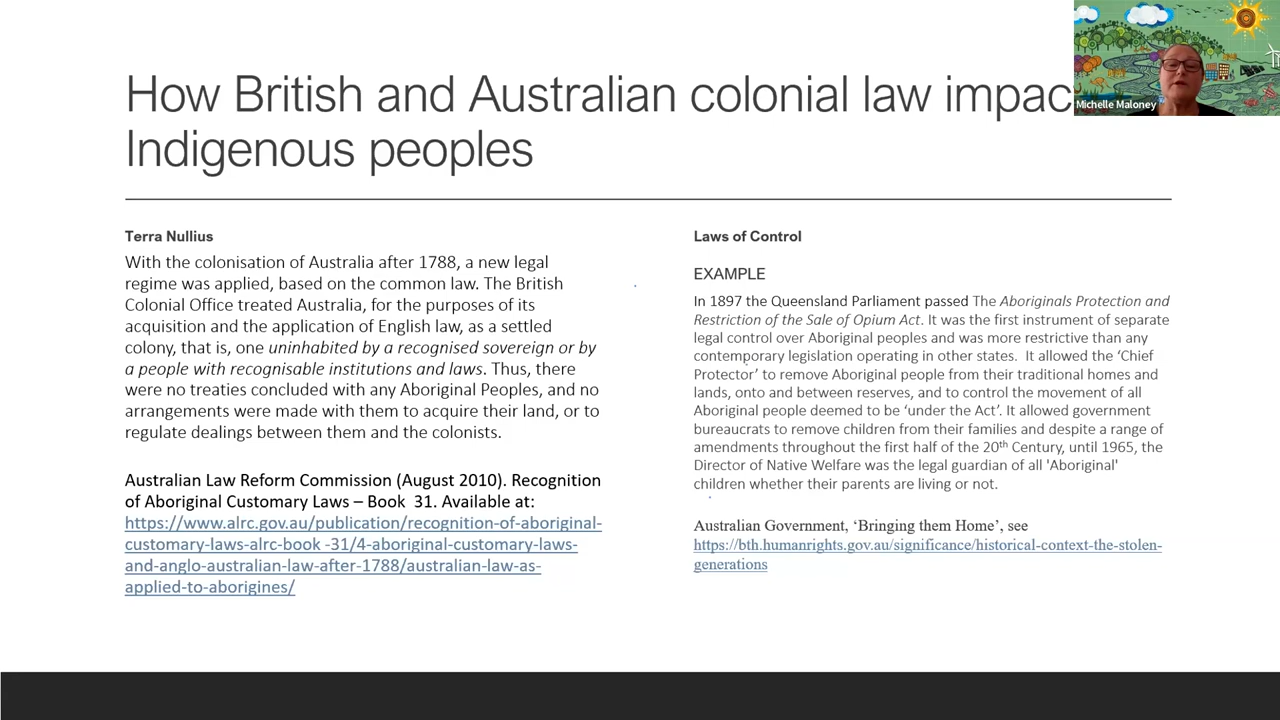 How British and Australian colonial law impac
Indigenous peoples
Michelle Maloney
Terra Nullius
With the colonisation of Australia after 1788, a new legal
regime was applied, based on the common law. The British
Colonial Office treated Australia, for the purposes of its
acquisition and the application of English law, as a settled
colony, that is, one uninhabited by a recognised sovereign or by
a people with recognisable institutions and laws. Thus, there
were no treaties concluded with any Aboriginal Peoples, and no
arrangements were made with them to acquire their land, or to
regulate dealings between them and the colonists.
Australian Law Reform Commission (August 2010). Recognition
of Aboriginal Customary Laws – Book 31. Available at:
https://www.alrc.gov.au/publication/recognition-of-aboriginal-
customary-laws-alrc-book -31/4-aboriginal-customary-laws-
and-anglo-australian-law-after-1788/australian-law-as-
applied-to-aborigines/
Laws of Control
EXAMPLE
In 1897 the Queensland Parliament passed The Aboriginals Protection and
Restriction of the Sale of Opium Act. It was the first instrument of separate
legal control over Aboriginal peoples and was more restrictive than any
contemporary legislation operating in other states. It allowed the ‘Chief
Protector’ to remove Aboriginal people from their traditional homes and
lands, onto and between reserves, and to control the movement of all
Aboriginal people deemed to be ‘under the Act’. It allowed government
bureaucrats to remove children from their families and despite a range of
amendments throughout the first half of the 20th Century, until 1965, the
Director of Native Welfare was the legal guardian of all 'Aboriginal'
children whether their parents are living or not.
Australian Government, ‘Bringing them Home’, see
https://bth.humanrights.gov.au/significance/historical-context-the-stolen-
generations